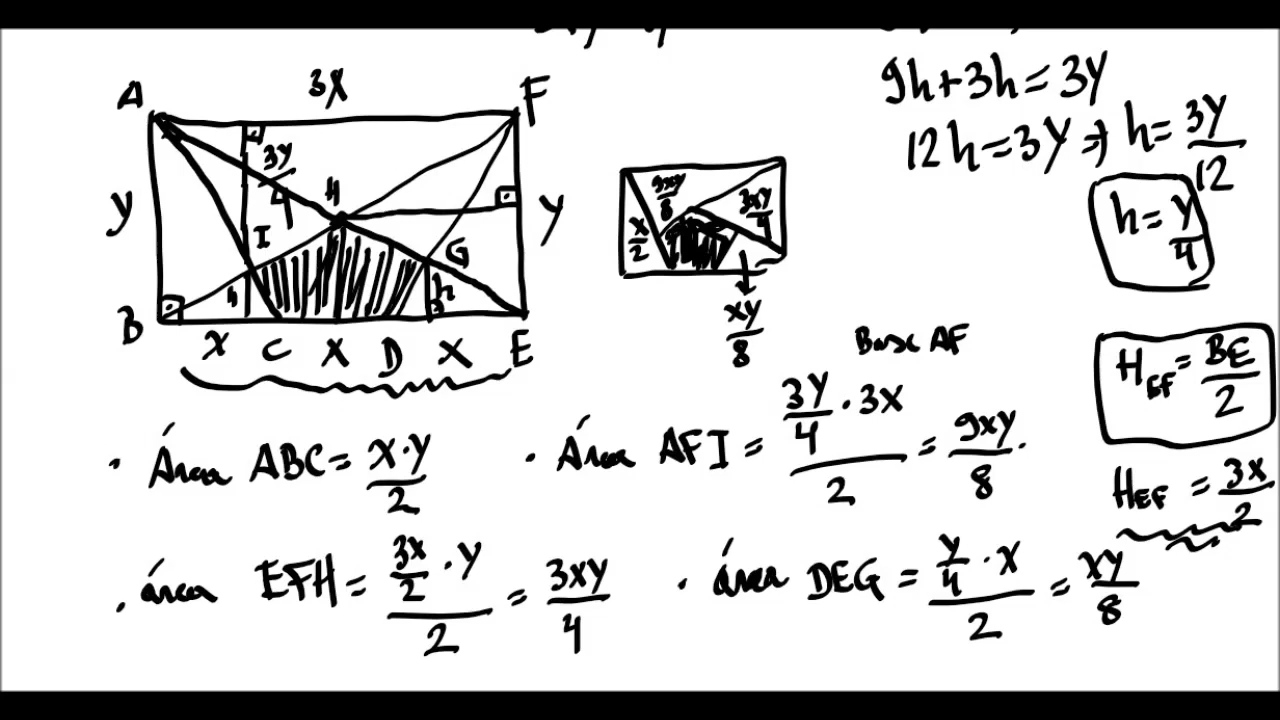 9h+3h=3y
12h=3y ⇒ h=3y/12
h=y/4
A 3X F
y 3y/4 H y
I G
h h
B X C X D X E
3xy/8 3xy/4
x/2
xy/8
Base AF
H_EF = BE/2
H_EF = 3x/2
· Área ABC = x·y/2
· Área AFI = (3y/4 · 3x)/2 = 9xy/8.
· área EFH = (3x/2 · y)/2 = 3xy/4
· área DEG = (y/4 · x)/2 = xy/8